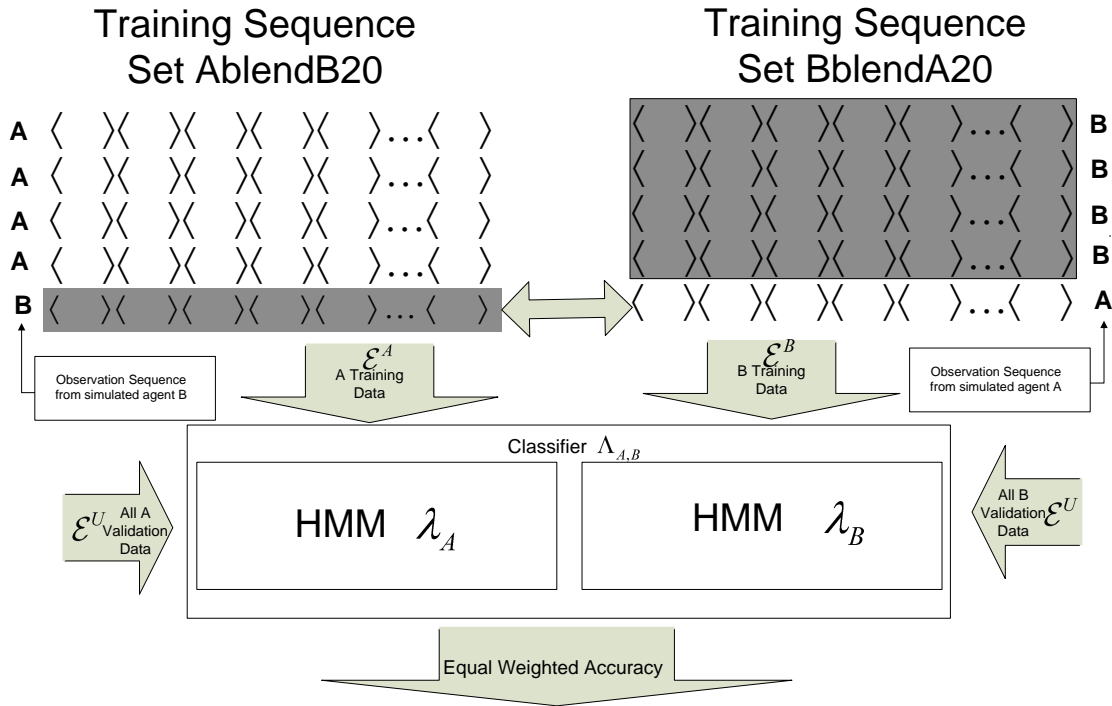 Training Sequence
Set AblendB20
Training Sequence
Set BblendA20
A 〈 〉〈 〉〈 〉〈 〉〈 〉...〈 〉
A 〈 〉〈 〉〈 〉〈 〉〈 〉...〈 〉
A 〈 〉〈 〉〈 〉〈 〉〈 〉...〈 〉
A 〈 〉〈 〉〈 〉〈 〉〈 〉...〈 〉
B 〈 〉〈 〉〈 〉〈 〉〈 〉...〈 〉
〈 〉〈 〉〈 〉〈 〉〈 〉...〈 〉 B
〈 〉〈 〉〈 〉〈 〉〈 〉...〈 〉 B
〈 〉〈 〉〈 〉〈 〉〈 〉...〈 〉 B
〈 〉〈 〉〈 〉〈 〉〈 〉...〈 〉 B
〈 〉〈 〉〈 〉〈 〉〈 〉...〈 〉 A
Observation Sequence
from simulated agent B
ℰ^A
A Training
Data
ℰ^B
B Training
Data
Observation Sequence
from simulated agent A
Classifier Λ_{A,B}
HMM λ_A
HMM λ_B
ℰ^U All A
Validation
Data
All B
Validation ℰ^U
Data
Equal Weighted Accuracy